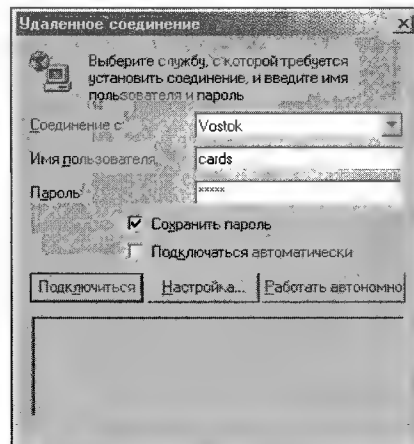 Удаленное соединение
Выберите службу, с которой требуется
установить соединение, и введите имя
пользователя и пароль
Соединение с
Vostok
Имя пользователя
cards
Пароль
*****
Сохранить пароль
Подключаться автоматически
Подключиться
Настройка...
Работать автономно